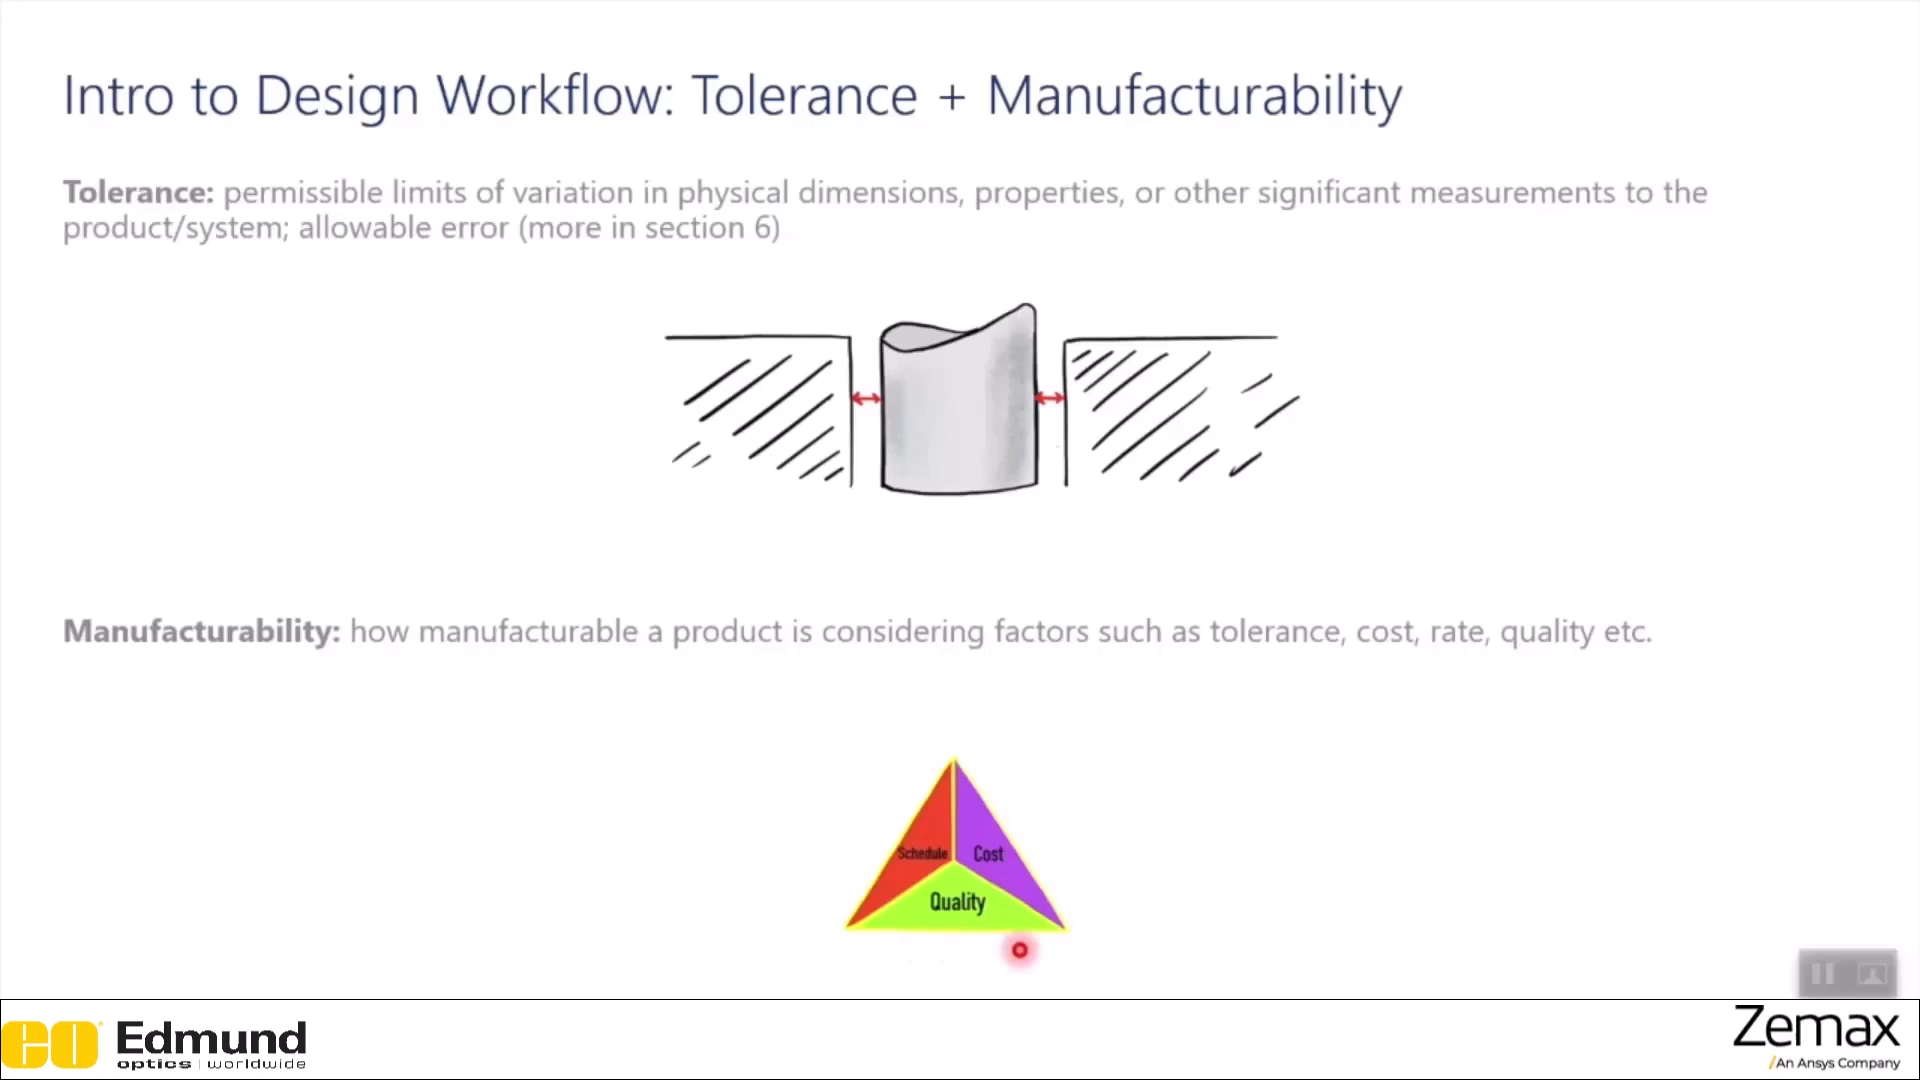 Intro to Design Workflow: Tolerance + Manufacturability
Tolerance: permissible limits of variation in physical dimensions, properties, or other significant measurements to the
product/system; allowable error (more in section 6)
Manufacturability: how manufacturable a product is considering factors such as tolerance, cost, rate, quality etc.
Schedule
Cost
Quality
EO
Edmund
optics | worldwide
Zemax
/An Ansys Company